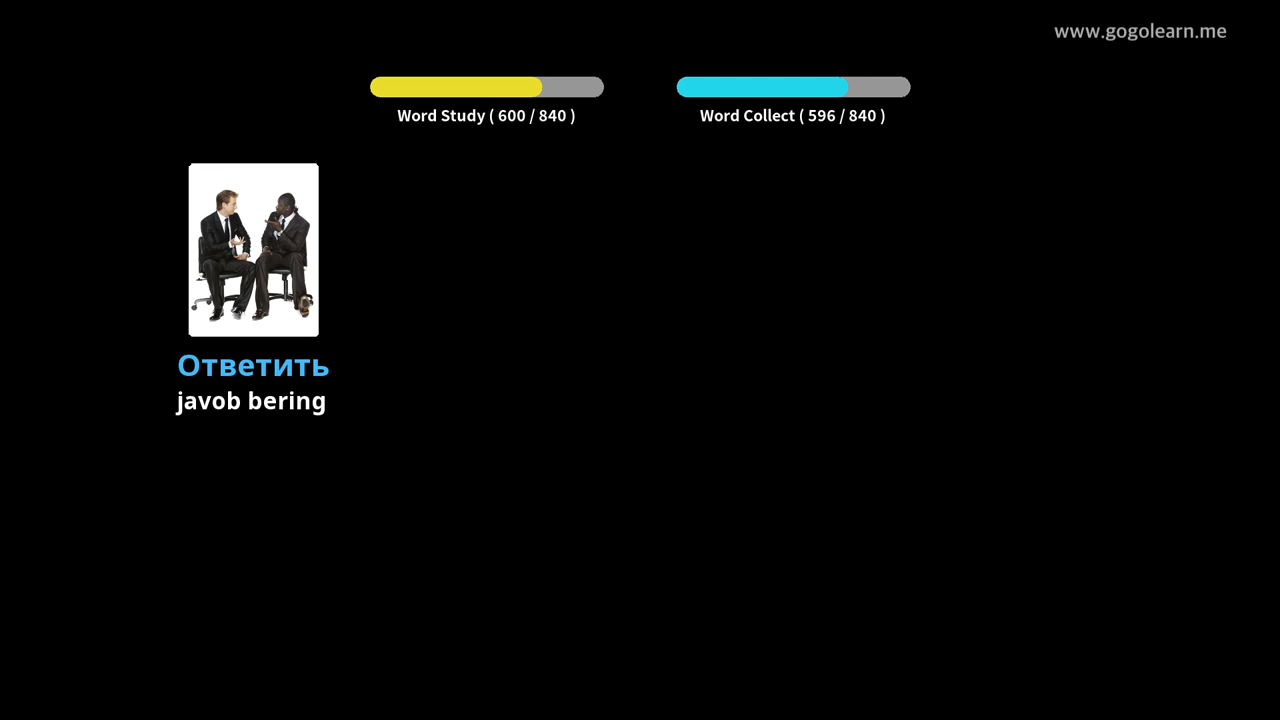 www.gogolearn.me
Word Study ( 600 / 840 )
Word Collect ( 596 / 840 )
Ответить
javob bering